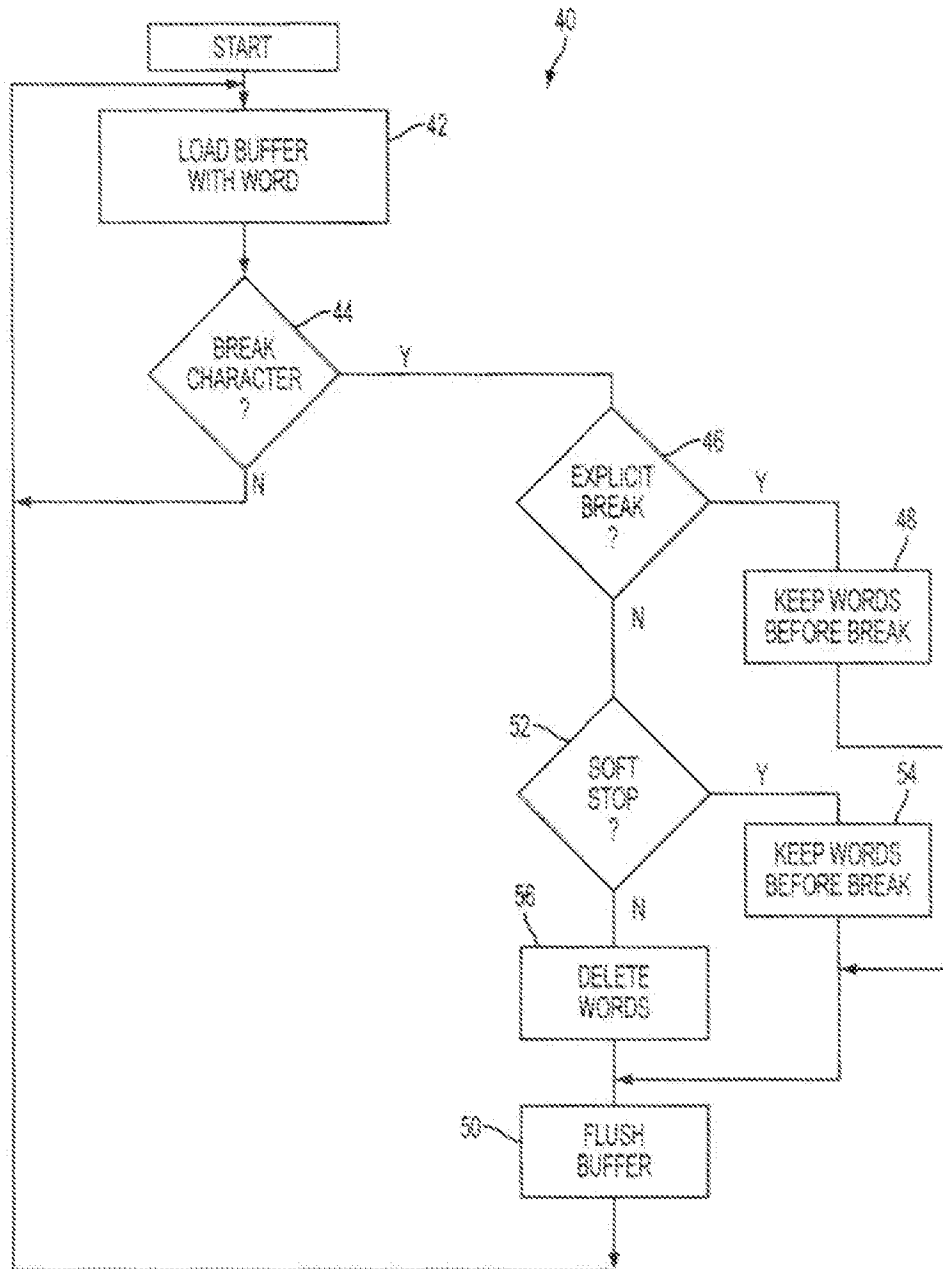 40
START
42
LOAD BUFFER
WITH WORD
44
BREAK
CHARACTER
?
Y
N
46
EXPLICIT
BREAK
?
Y
N
48
KEEP WORDS
BEFORE BREAK
52
SOFT
STOP
?
Y
N
54
KEEP WORDS
BEFORE BREAK
56
DELETE
WORDS
50
FLUSH
BUFFER